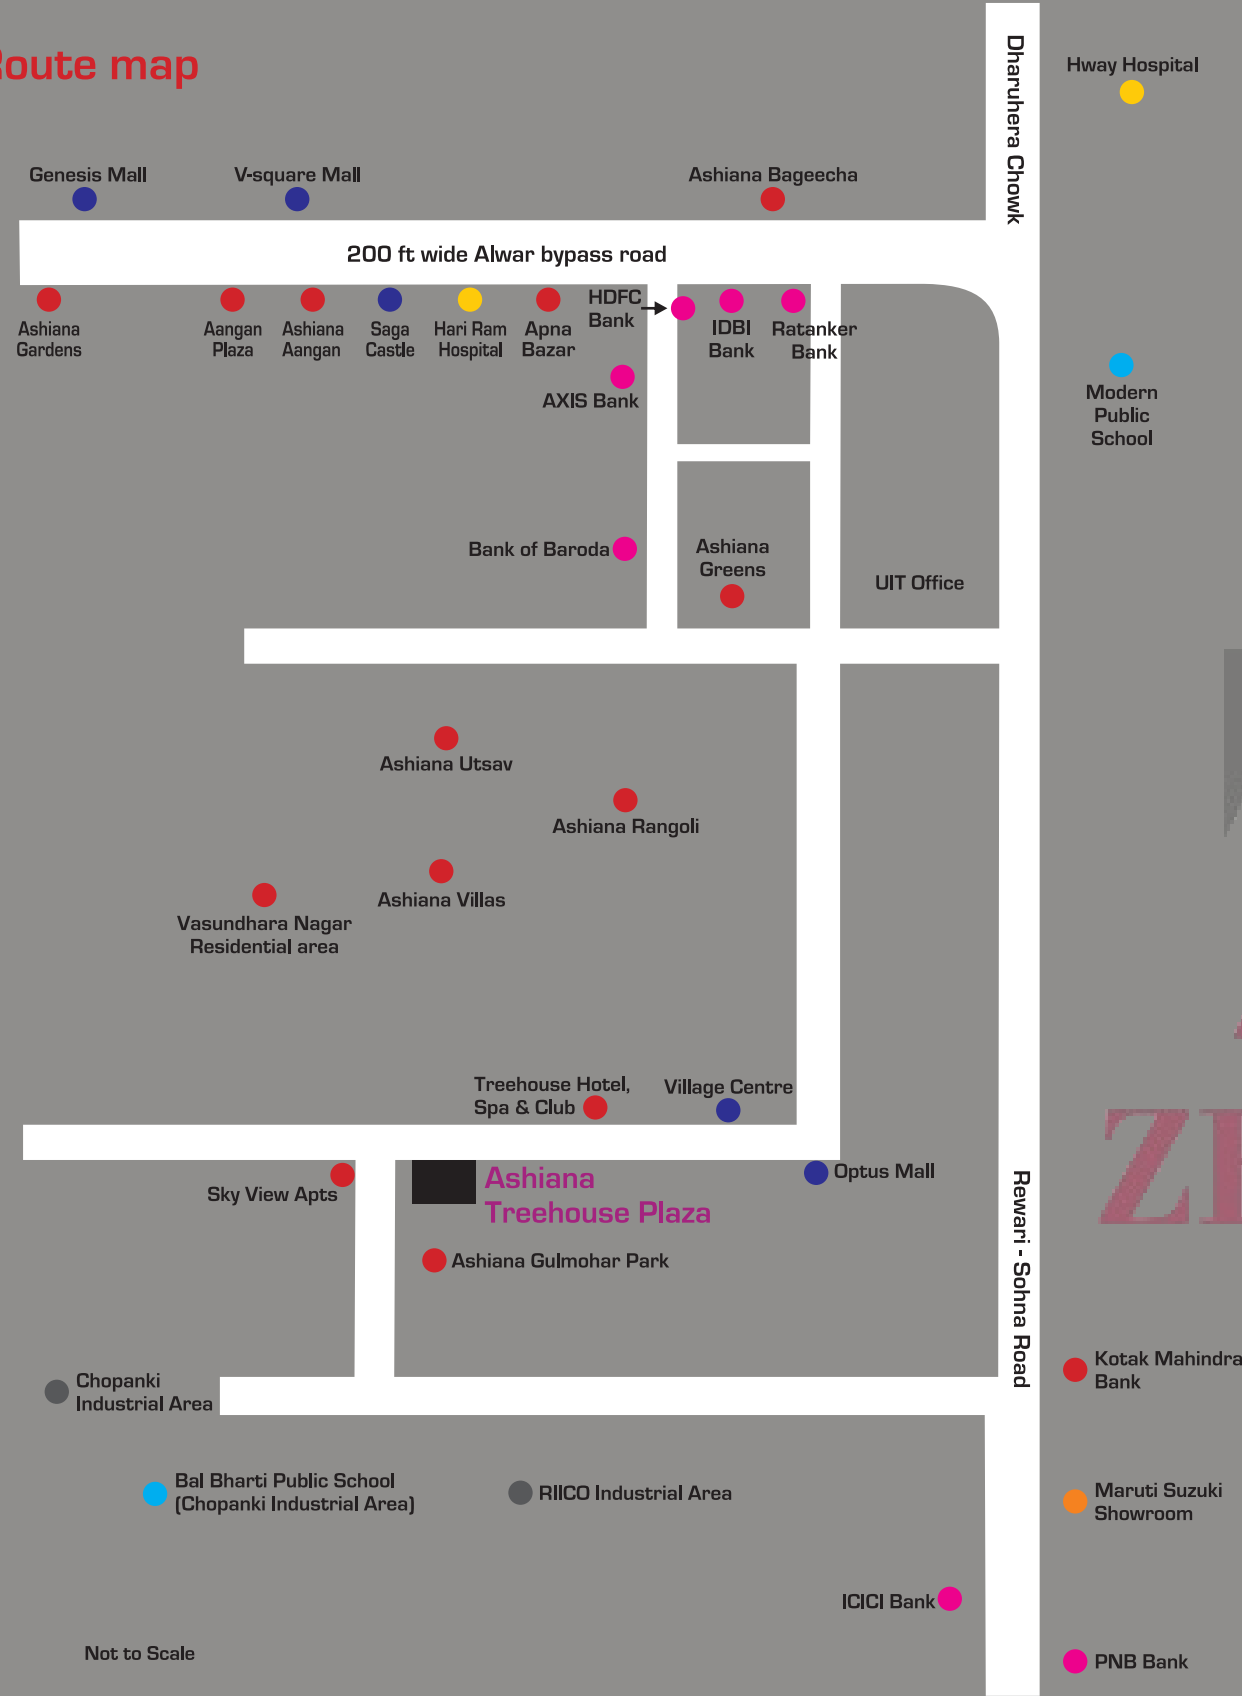 oute map
Dharuhera Chowk
Hway Hospital
Genesis Mall
V-square Mall
Ashiana Bageecha
200 ft wide Alwar bypass road
Ashiana
Gardens
Aangan
Plaza
Ashiana
Aangan
Saga
Castle
Hari Ram
Hospital
Apna
Bazar
HDFC
Bank
IDBI
Bank
Ratanker
Bank
AXIS Bank
Modern
Public
School
Bank of Baroda
Ashiana
Greens
UIT Office
Ashiana Utsav
Ashiana Rangoli
Ashiana Villas
Vasundhara Nagar
Residential area
Treehouse Hotel,
Spa & Club
Village Centre
Sky View Apts
Ashiana
Treehouse Plaza
Optus Mall
Ashiana Gulmohar Park
Rewari - Sohna Road
Kotak Mahindra
Bank
Chopanki
Industrial Area
Bal Bharti Public School
(Chopanki Industrial Area)
RIICO Industrial Area
Maruti Suzuki
Showroom
ICICI Bank
Not to Scale
PNB Bank